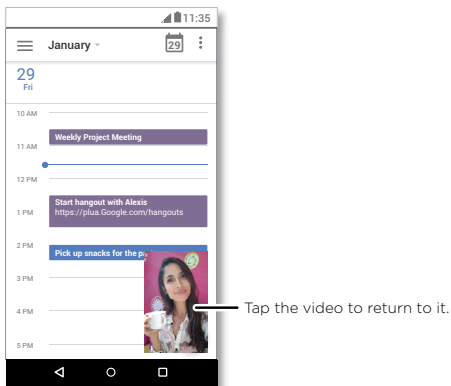 11:35
January
29
29
Fri
10 AM
Weekly Project Meeting
11 AM
12 PM
Start hangout with Alexis
https://plua.Google.com/hangouts
1 PM
2 PM
Pick up snacks for the
3 PM
Tap the video to return to it.
4 PM
5 PM